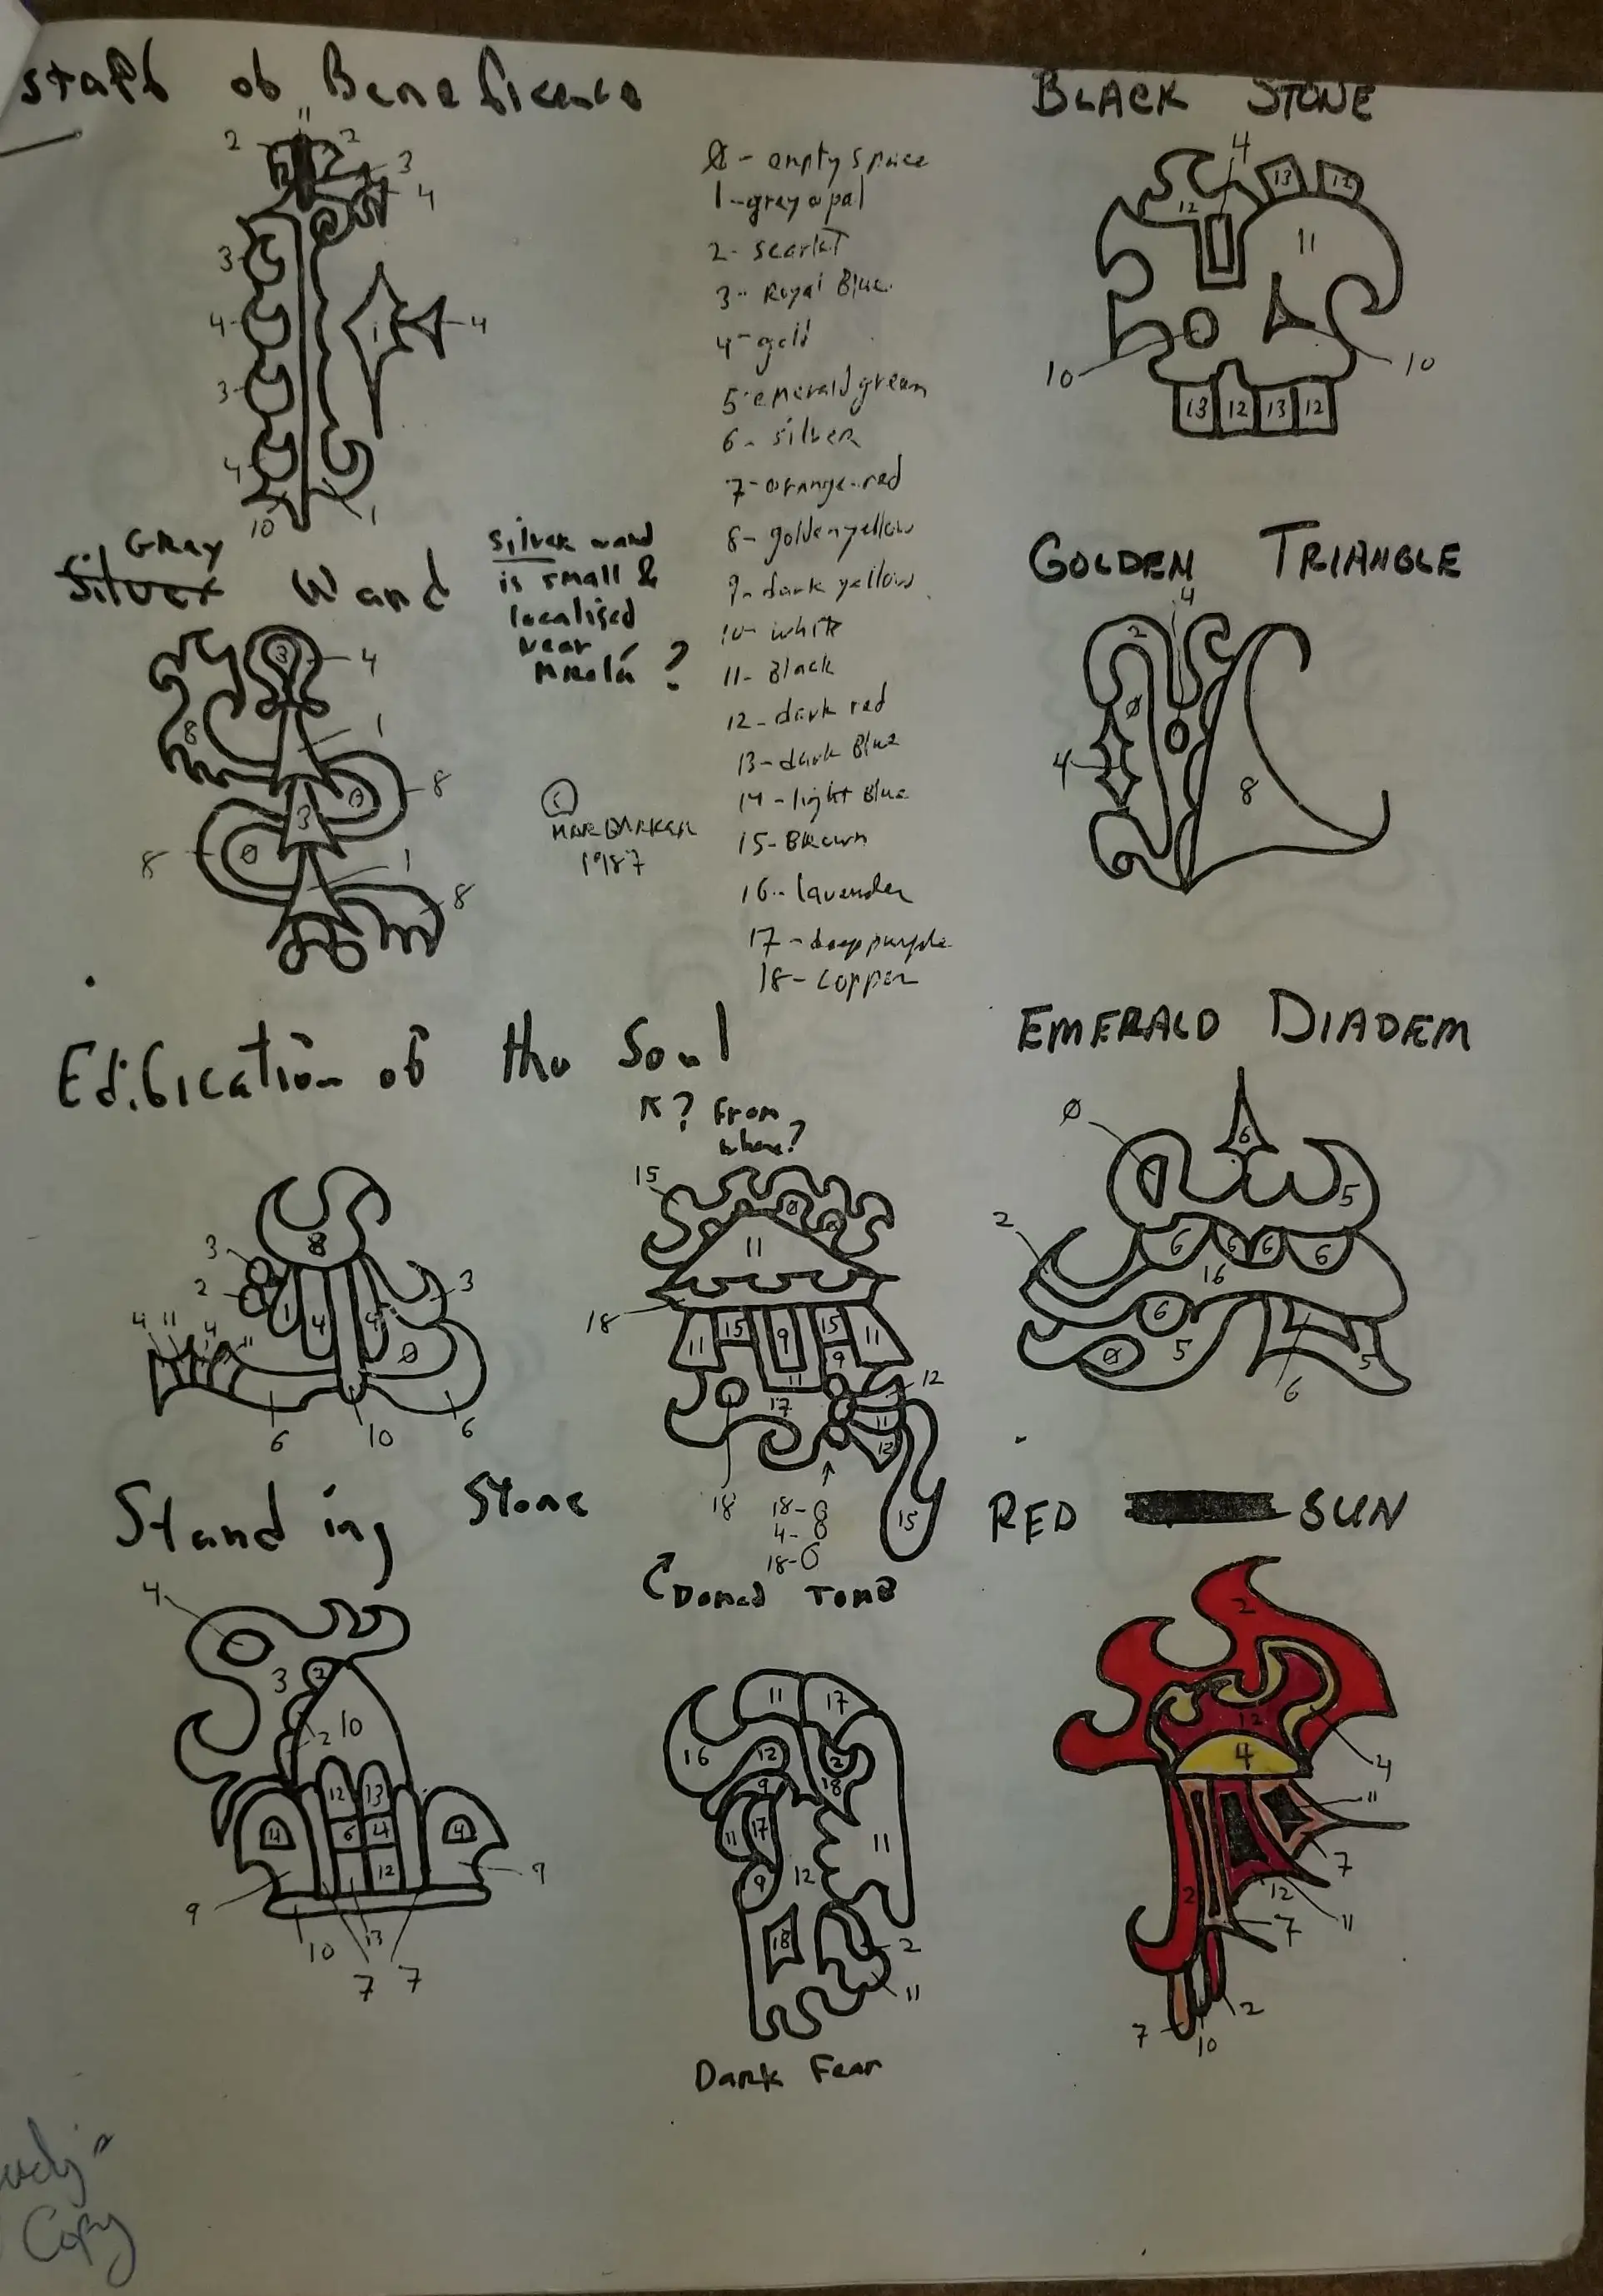 staff of Beneficence
2 11 2
3
4
3
4
3
4
1
4
10 1
0 - empty space
1 - grey opal
2 - scarlet
3 - Royal Blue
4 - gold
5 - emerald green
6 - silver
7 - orange-red
8 - golden yellow
9 - dark yellow
10 - white
11 - Black
12 - dark red
13 - dark Blue
14 - light Blue
15 - Brown
16 - lavender
17 - deep purple
18 - copper
BLACK STONE
4
13 12
12
11
10 10
13 12 13 12
Gray
Silver Wand
silver wand
is small &
localised
near
?
3 4
8 1
0 8
3
8 0
1
8
©
MAR BARKER
1987
GOLDEN TRIANGLE
4
2
0
4
8
Edification of the Soul
8
3
2 3
1 4 4
4 11 4 11
0
6 10 6
? From
where?
15
0
11
18
11 15 9 15 11
9
11
17 12
11
12
18
18-
4-
18-
15
Domed Tomb
EMERALD DIADEM
0
6
5
2
6 6 6 6
16
6
0 5
6
5
Standing Stone
4
3 2
10
2
12 13
4 6 4 4
12
9 9
10 13
7 7
11 17
16 12 2
9 18
11 17
11
9 12
18
2
11
Dark Fear
RED SUN
2
12
4
4
11
7
2
12
11
7
2
7 10
Copy